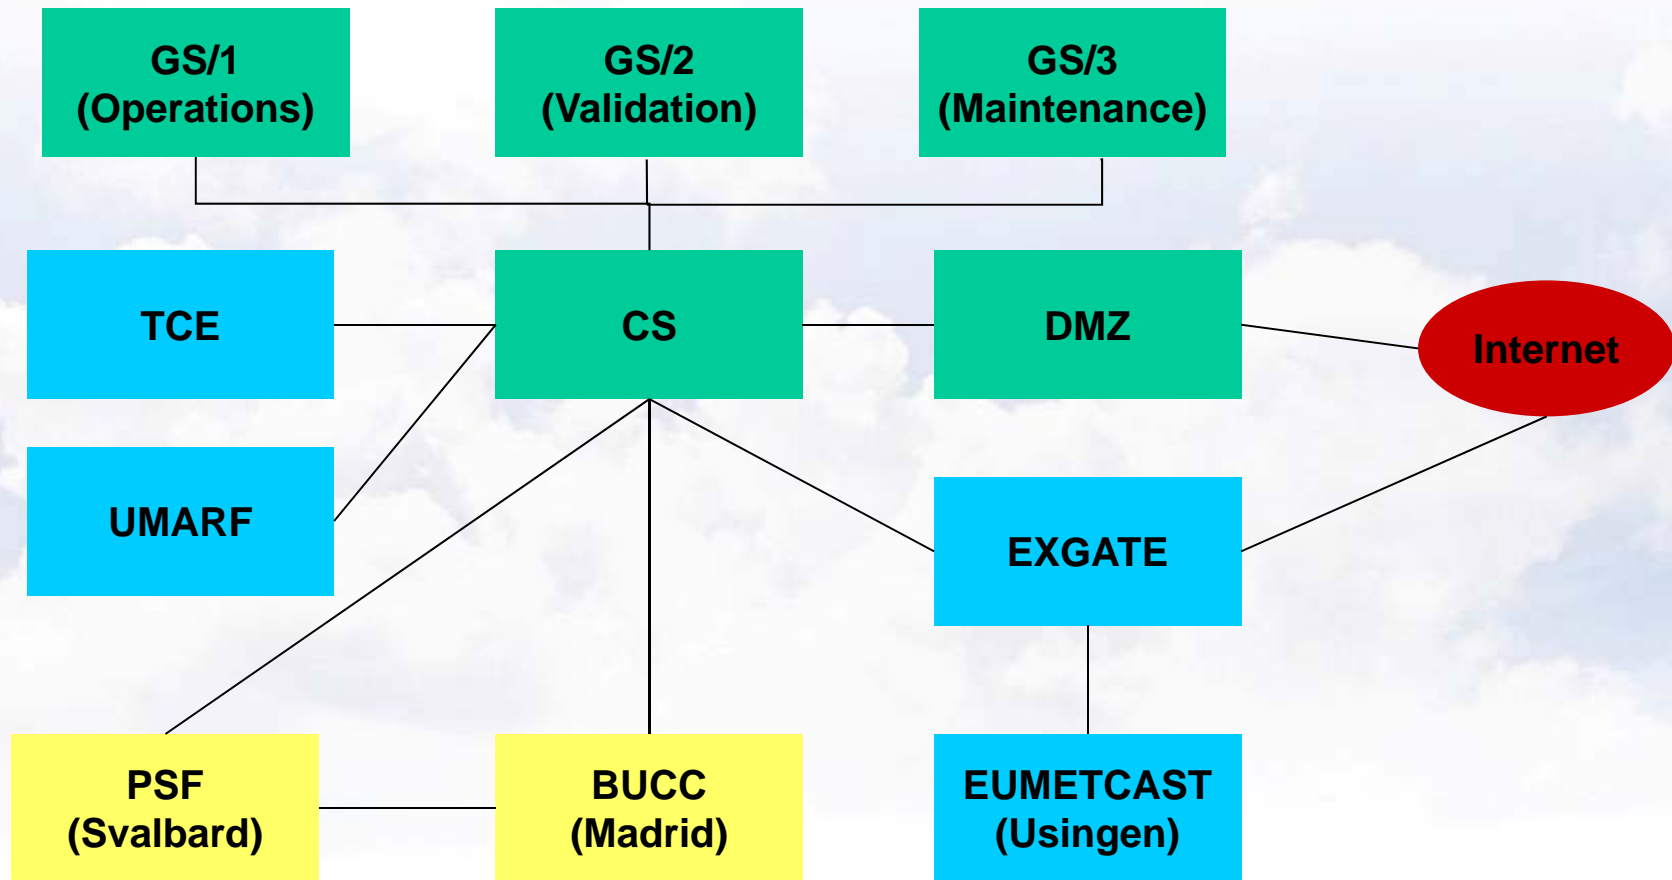 GS/1
(Operations)
GS/2
(Validation)
GS/3
(Maintenance)
TCE
CS
DMZ
Internet
UMARF
EXGATE
PSF
(Svalbard)
BUCC
(Madrid)
EUMETCAST
(Usingen)